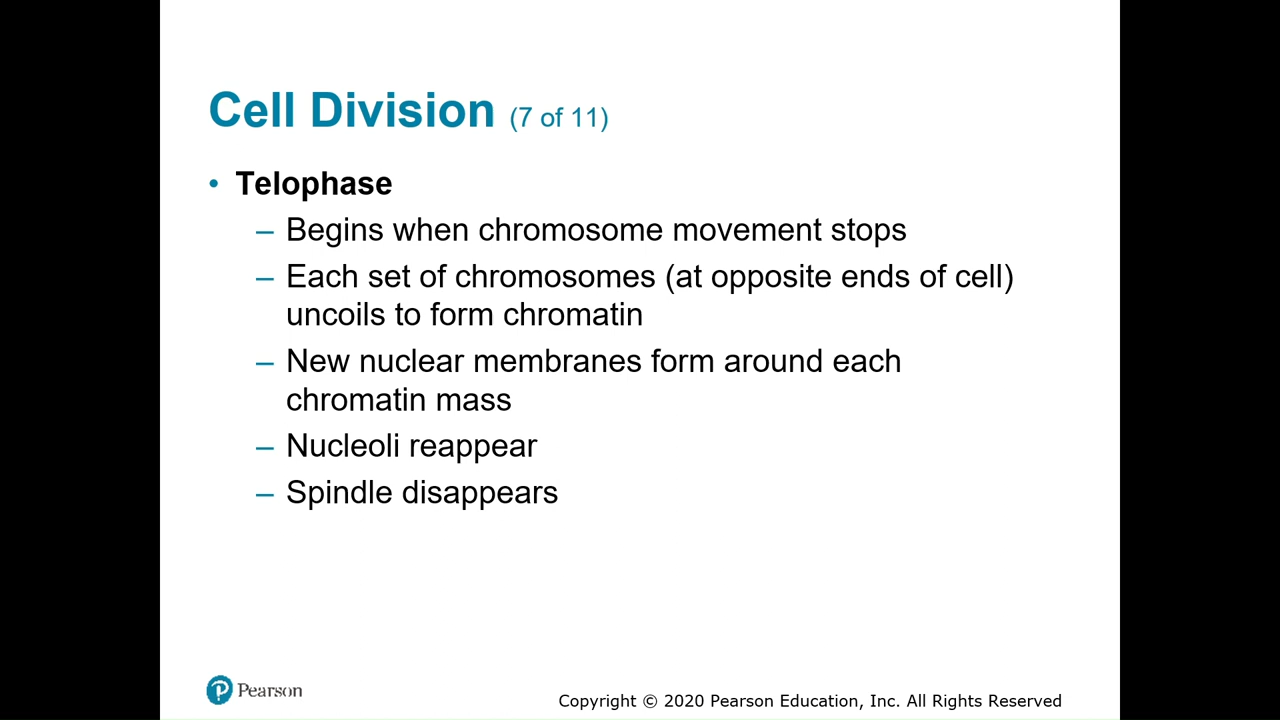 Cell Division (7 of 11)
• Telophase
– Begins when chromosome movement stops
– Each set of chromosomes (at opposite ends of cell)
uncoils to form chromatin
– New nuclear membranes form around each
chromatin mass
– Nucleoli reappear
– Spindle disappears
P Pearson
Copyright © 2020 Pearson Education, Inc. All Rights Reserved